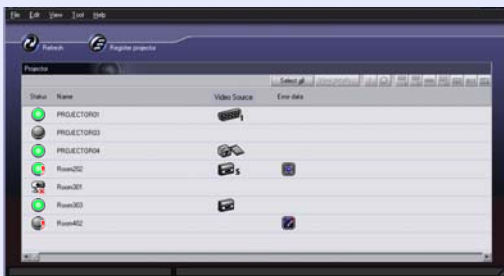 File Edit View Tool Help
Refresh Register projector
Projector
Select all
Status Name Video Source Error data
PROJECTOR01 1
PROJECTOR03
PROJECTOR04
Room202 S
Room301
Room303
Room402